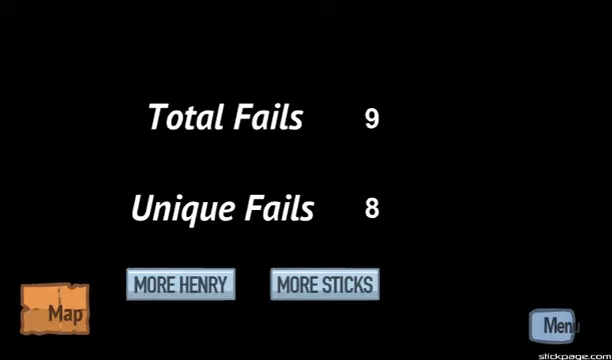 Total Fails 9
Unique Fails 8
MORE HENRY MORE STICKS
Map
Menu
stickpage.com